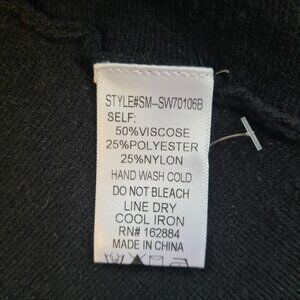 STYLE#SM--SW70106B
SELF:
50%VISCOSE
25%POLYESTER
25%NYLON
HAND WASH COLD
DO NOT BLEACH
LINE DRY
COOL IRON
RN# 162884
MADE IN CHINA